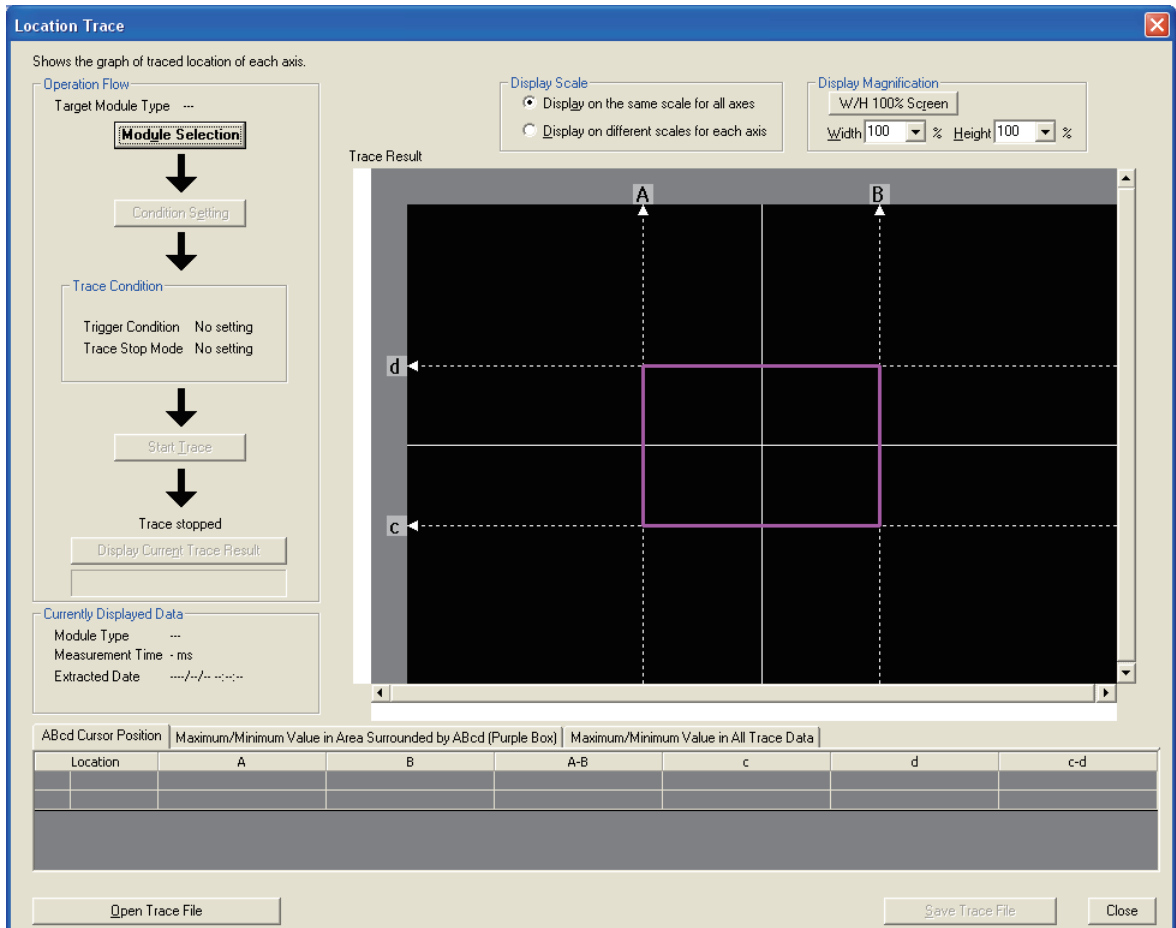 Location Trace
Shows the graph of traced location of each axis.
Operation Flow
Target Module Type ---
Module Selection
Condition Setting
Trace Condition
Trigger Condition No setting
Trace Stop Mode No setting
Start Trace
Trace stopped
Display Current Trace Result
Currently Displayed Data
Module Type ---
Measurement Time - ms
Extracted Date ----/--/-- --:--:--
Display Scale
Display on the same scale for all axes
Display on different scales for each axis
Display Magnification
W/H 100% Screen
Width 100 % Height 100 %
Trace Result
A B
d
c
ABcd Cursor Position Maximum/Minimum Value in Area Surrounded by ABcd (Purple Box) Maximum/Minimum Value in All Trace Data
Location A B A-B c d c-d
Open Trace File Save Trace File Close